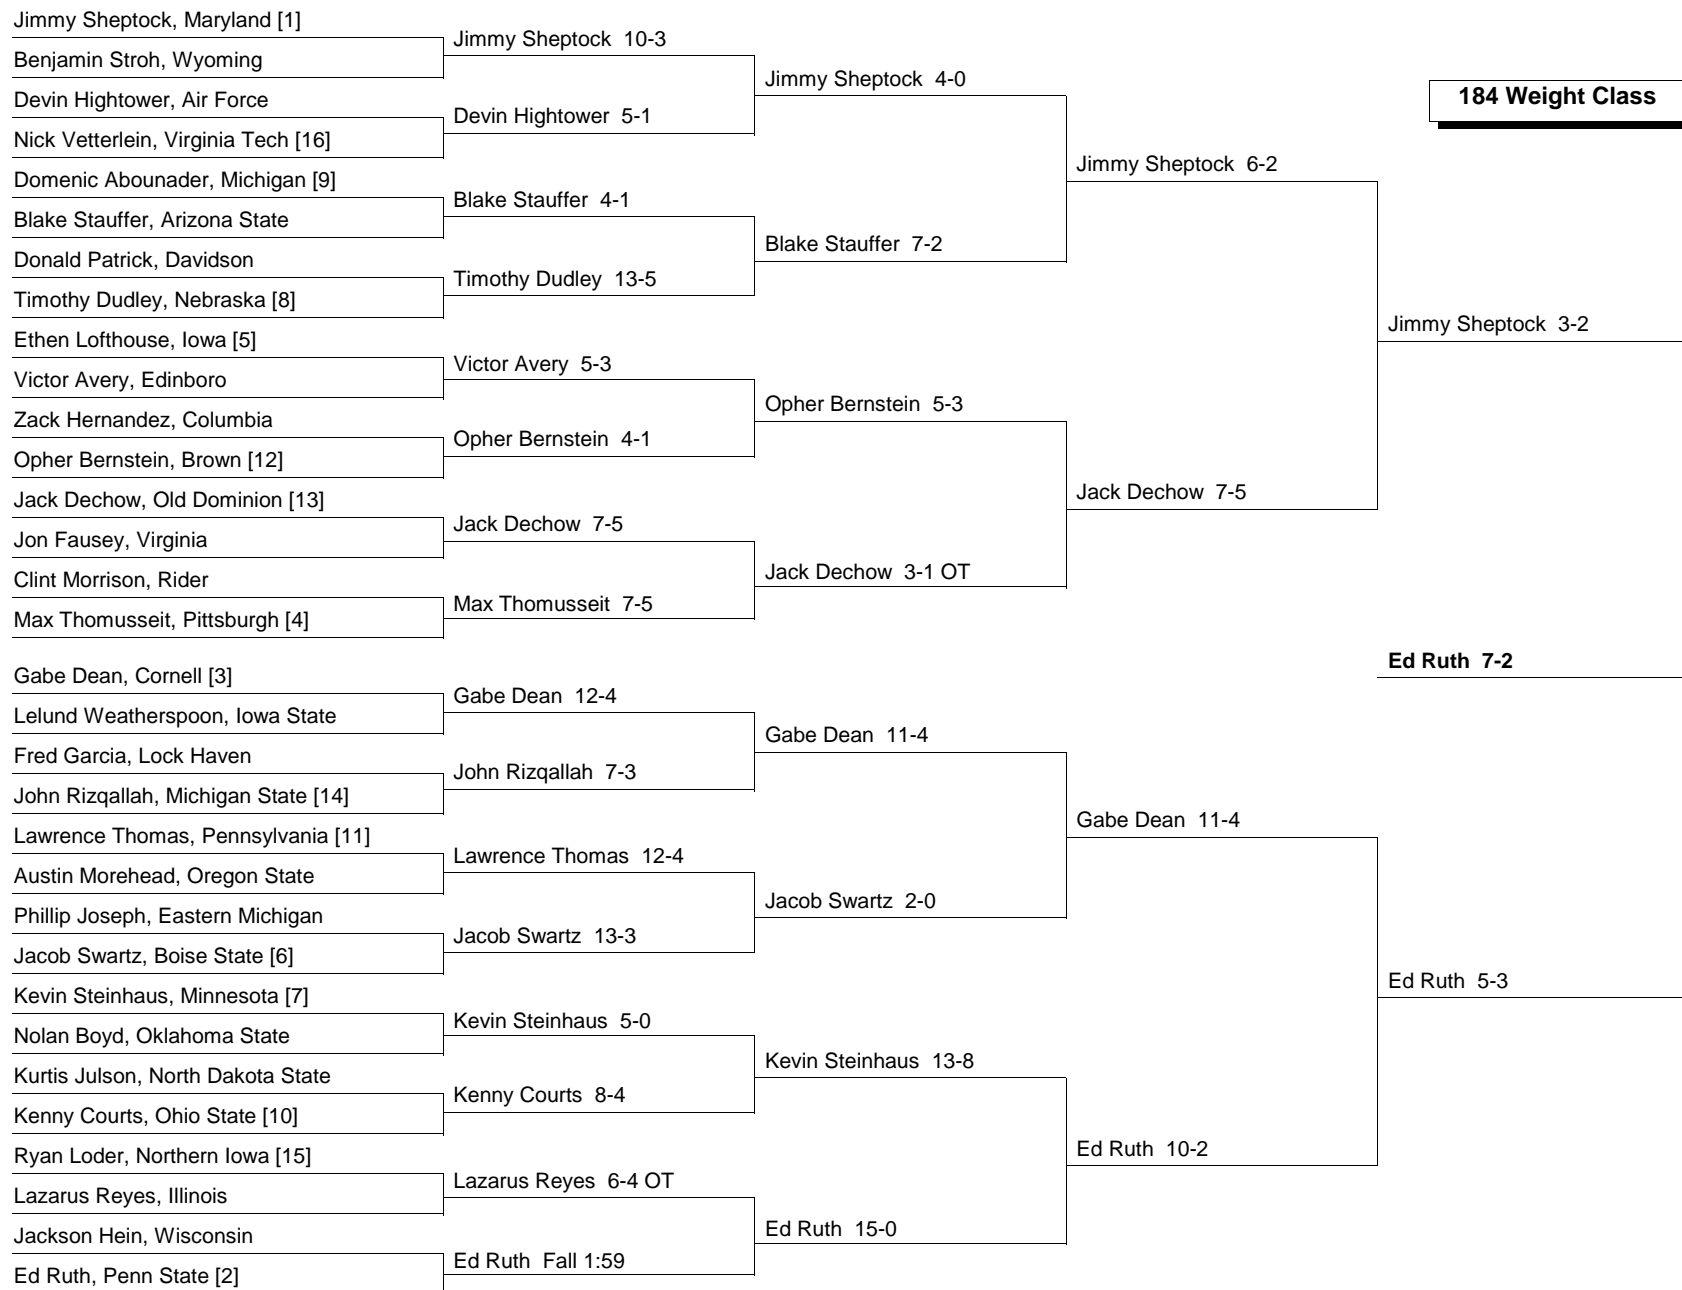 Jimmy Sheptock, Maryland [1]
Benjamin Stroh, Wyoming
Devin Hightower, Air Force
Nick Vetterlein, Virginia Tech [16]
Domenic Abounader, Michigan [9]
Blake Stauffer, Arizona State
Donald Patrick, Davidson
Timothy Dudley, Nebraska [8]
Ethen Lofthouse, Iowa [5]
Victor Avery, Edinboro
Zack Hernandez, Columbia
Opher Bernstein, Brown [12]
Jack Dechow, Old Dominion [13]
Jon Fausey, Virginia
Clint Morrison, Rider
Max Thomusseit, Pittsburgh [4]
Gabe Dean, Cornell [3]
Lelund Weatherspoon, Iowa State
Fred Garcia, Lock Haven
John Rizqallah, Michigan State [14]
Lawrence Thomas, Pennsylvania [11]
Austin Morehead, Oregon State
Phillip Joseph, Eastern Michigan
Jacob Swartz, Boise State [6]
Kevin Steinhaus, Minnesota [7]
Nolan Boyd, Oklahoma State
Kurtis Julson, North Dakota State
Kenny Courts, Ohio State [10]
Ryan Loder, Northern Iowa [15]
Lazarus Reyes, Illinois
Jackson Hein, Wisconsin
Ed Ruth, Penn State [2]
Jimmy Sheptock 10-3
Devin Hightower 5-1
Blake Stauffer 4-1
Timothy Dudley 13-5
Victor Avery 5-3
Opher Bernstein 4-1
Jack Dechow 7-5
Max Thomusseit 7-5
Gabe Dean 12-4
John Rizqallah 7-3
Lawrence Thomas 12-4
Jacob Swartz 13-3
Kevin Steinhaus 5-0
Kenny Courts 8-4
Lazarus Reyes 6-4 OT
Ed Ruth Fall 1:59
Jimmy Sheptock 4-0
Blake Stauffer 7-2
Opher Bernstein 5-3
Jack Dechow 3-1 OT
Gabe Dean 11-4
Jacob Swartz 2-0
Kevin Steinhaus 13-8
Ed Ruth 15-0
Jimmy Sheptock 6-2
Jack Dechow 7-5
Gabe Dean 11-4
Ed Ruth 10-2
184 Weight Class
Jimmy Sheptock 3-2
Ed Ruth 7-2
Ed Ruth 5-3